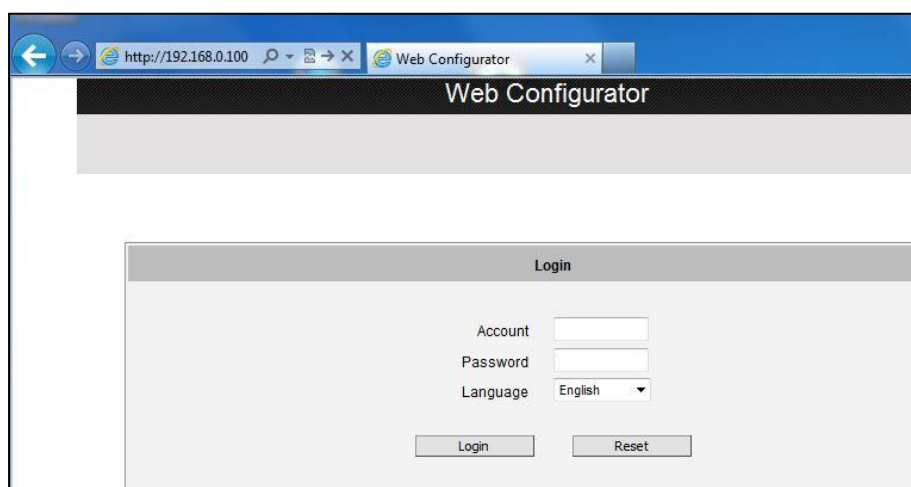 http://192.168.0.100
Web Configurator
Web Configurator
Login
Account
Password
Language English
Login Reset